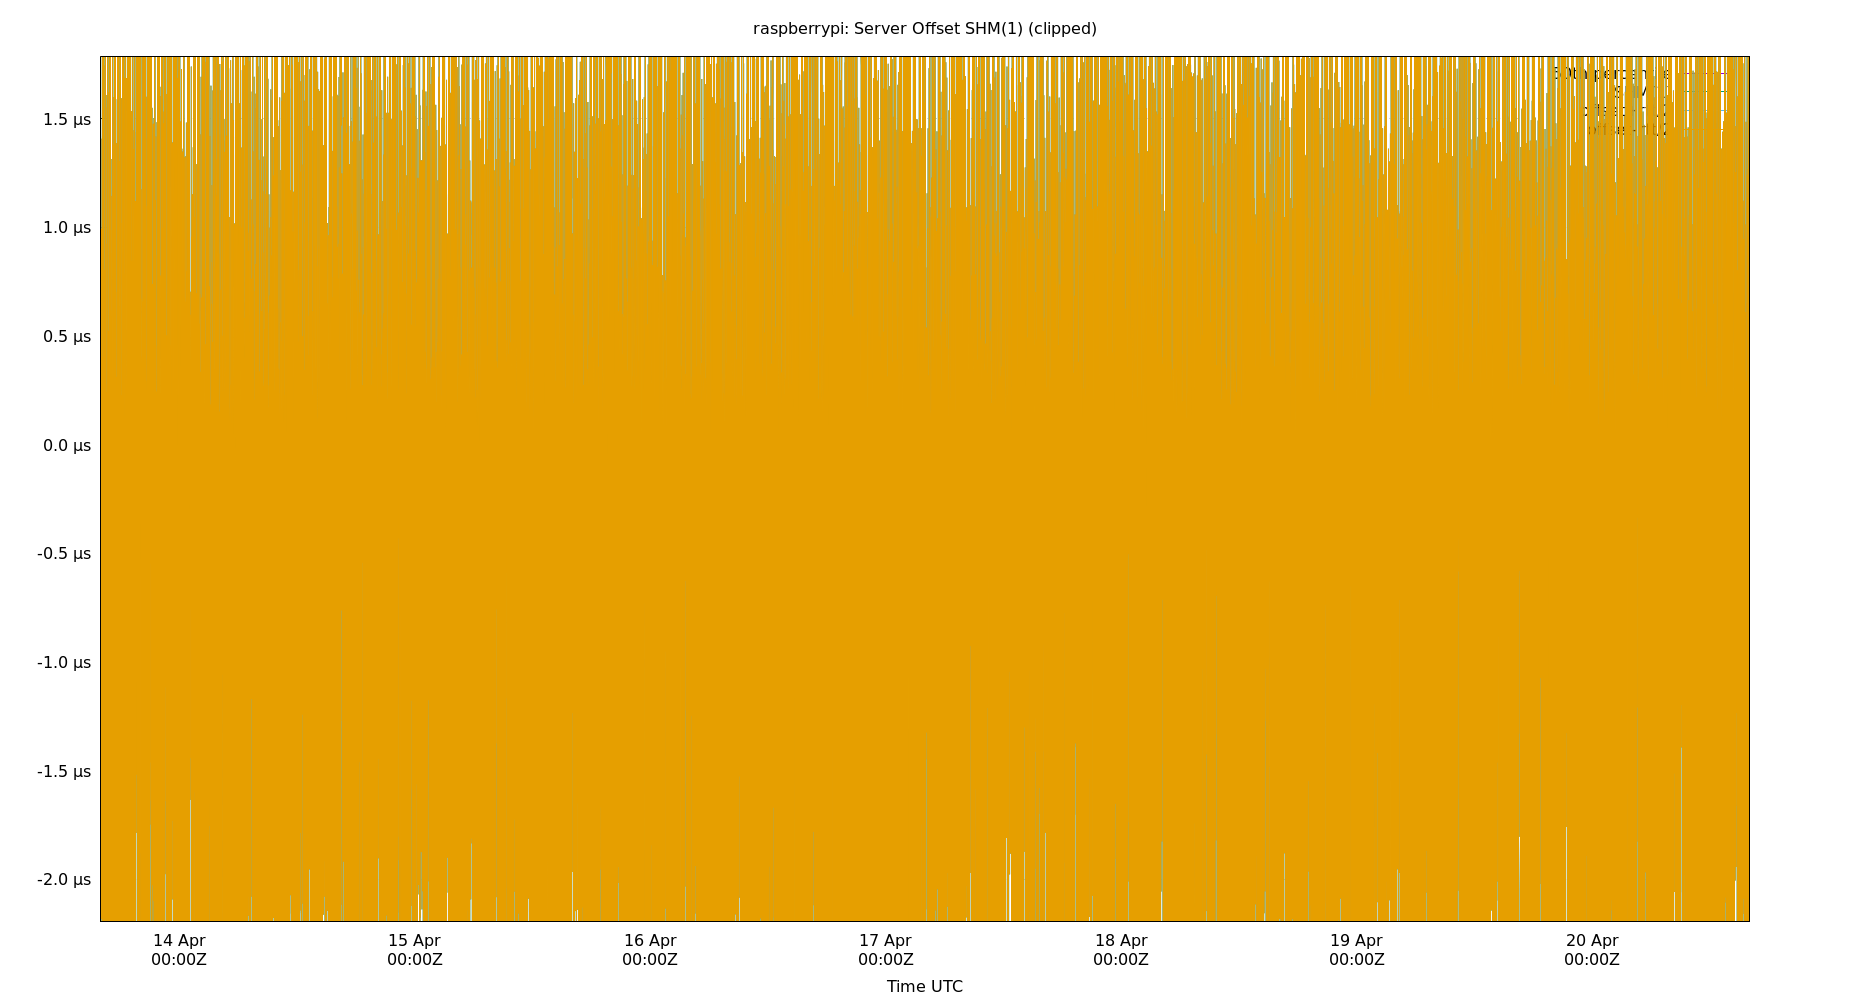 raspberrypi: Server Offset SHM(1) (clipped)
1.5 µs
1.0 µs
0.5 µs
0.0 µs
-0.5 µs
-1.0 µs
-1.5 µs
-2.0 µs
14 Apr 15 Apr 16 Apr 17 Apr 18 Apr 19 Apr 20 Apr
00:00Z 00:00Z 00:00Z 00:00Z 00:00Z 00:00Z 00:00Z
Time UTC